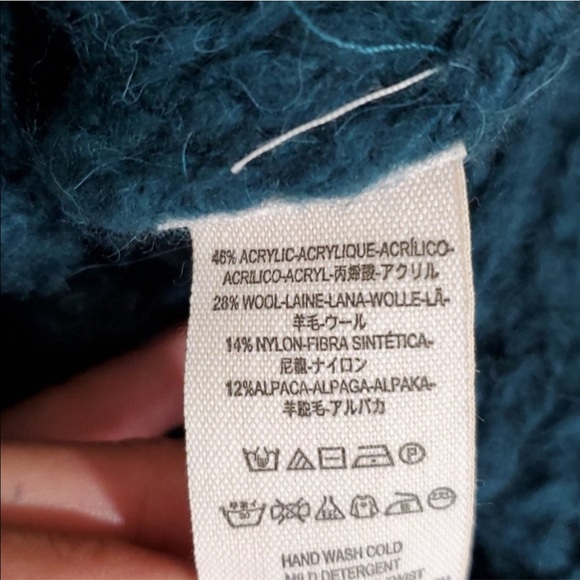 46% ACRYLIC-ACRYLIQUE-ACRÍLICO-
ACRILICO-ACRYL-丙烯酸-アクリル
28% WOOL-LAINE-LANA-WOLLE-LÃ-
羊毛-ウール
14% NYLON-FIBRA SINTÉTICA-
尼龍-ナイロン
12%ALPACA-ALPAGA-ALPAKA-
羊駝毛-アルパカ
P
HAND WASH COLD
MILD DETERGENT